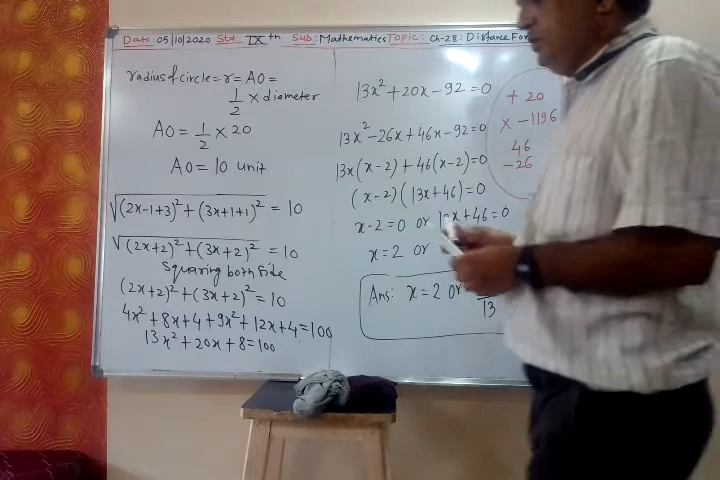 Date: 05/10/2020 Std: IXth Sub: Mathematics Topic: Ch-28: Distance For
radius of circle = r = AO =
1/2 × diameter
AO = 1/2 × 20
AO = 10 unit
√(2x-1+3)² + (3x+1+1)² = 10
√(2x+2)² + (3x+2)² = 10
Squaring both side
(2x+2)² + (3x+2)² = 10
4x² + 8x + 4 + 9x² + 12x + 4 = 100
13x² + 20x + 8 = 100
13x² + 20x - 92 = 0
13x² - 26x + 46x - 92 = 0
13x(x-2) + 46(x-2) = 0
(x-2)(13x+46) = 0
x-2 = 0 or x+46 = 0
x = 2 or
Ans: x = 2 or 13
+ 20
× -1196
46
-26